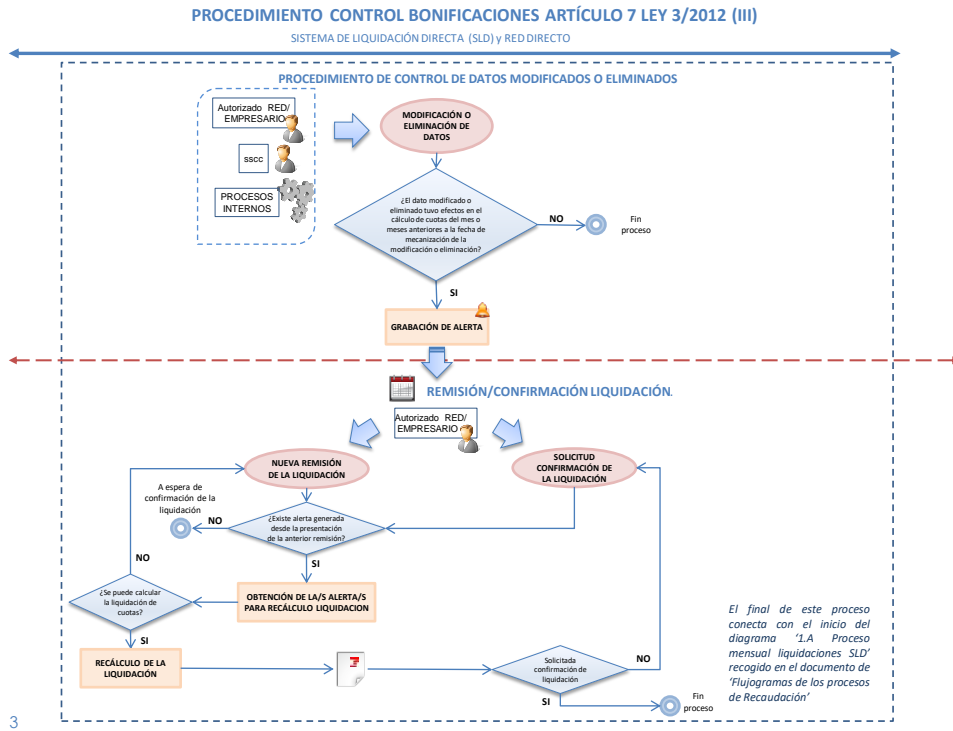 PROCEDIMIENTO CONTROL BONIFICACIONES ARTÍCULO 7 LEY 3/2012 (III)
SISTEMA DE LIQUIDACIÓN DIRECTA (SLD) y RED DIRECTO
PROCEDIMIENTO DE CONTROL DE DATOS MODIFICADOS O ELIMINADOS
Autorizado RED/
EMPRESARIO
SSCC
PROCESOS
INTERNOS
MODIFICACIÓN O
ELIMINACIÓN DE
DATOS
¿El dato modificado o
eliminado tuvo efectos en el
cálculo de cuotas del mes o
meses anteriores a la fecha de
mecanización de la
modificación o eliminación?
NO
Fin
proceso
SI
GRABACIÓN DE ALERTA
REMISIÓN/CONFIRMACIÓN LIQUIDACIÓN.
Autorizado RED/
EMPRESARIO
NUEVA REMISIÓN
DE LA LIQUIDACIÓN
SOLICITUD
CONFIRMACIÓN DE
LA LIQUIDACIÓN
A espera de
confirmación de la
liquidación
NO
¿Existe alerta generada
desde la presentación
de la anterior remisión?
SI
NO
¿Se puede calcular
la liquidación de
cuotas?
OBTENCIÓN DE LA/S ALERTA/S
PARA RECÁLCULO LIQUIDACION
SI
RECÁLCULO DE LA
LIQUIDACIÓN
Solicitada
confirmación de
liquidación
NO
SI
Fin
proceso
El final de este proceso
conecta con el inicio del
diagrama '1.A Proceso
mensual liquidaciones SLD'
recogido en el documento de
'Flujogramas de los procesos
de Recaudación'
3